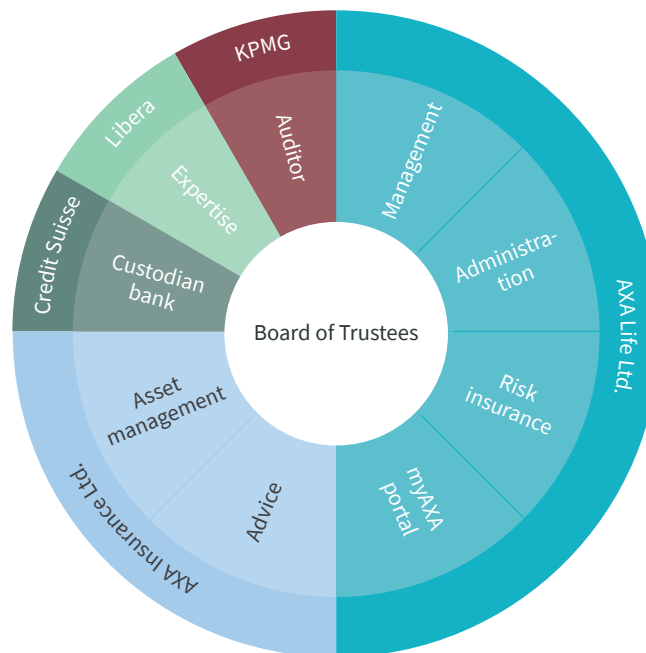 KPMG
Auditor
Libera
Expertise
Credit Suisse
Custodian
bank
Board of Trustees
Management
Administra-
tion
Risk
insurance
myAXA
portal
AXA Life Ltd.
Asset
management
Advice
AXA Insurance Ltd.